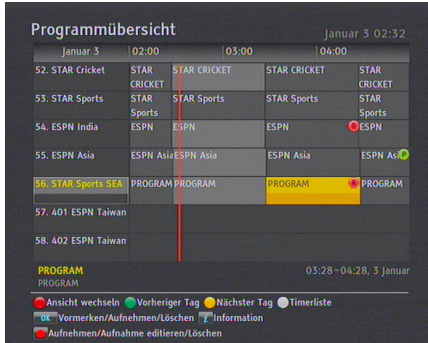 Programmübersicht
Januar 3 02:32
Januar 3 02:00 03:00 04:00
52. STAR Cricket STAR CRICKET STAR CRICKET STAR CRICKET STAR CRICKET
53. STAR Sports STAR Sports STAR Sports STAR Sports STAR Sports
54. ESPN India ESPN ESPN ESPN R ESPN
55. ESPN Asia ESPN Asia ESPN Asia ESPN Asia ESPN As P
56. STAR Sports SEA PROGRAM PROGRAM PROGRAM R PROGRAM
57. 401 ESPN Taiwan
58. 402 ESPN Taiwan
PROGRAM 03:28-04:28, 3 Januar
PROGRAM
Ansicht wechseln Vorheriger Tag Nächster Tag Timerliste
OK Vormerken/Aufnehmen/Löschen i Information
Aufnehmen/Aufnahme editieren/Löschen